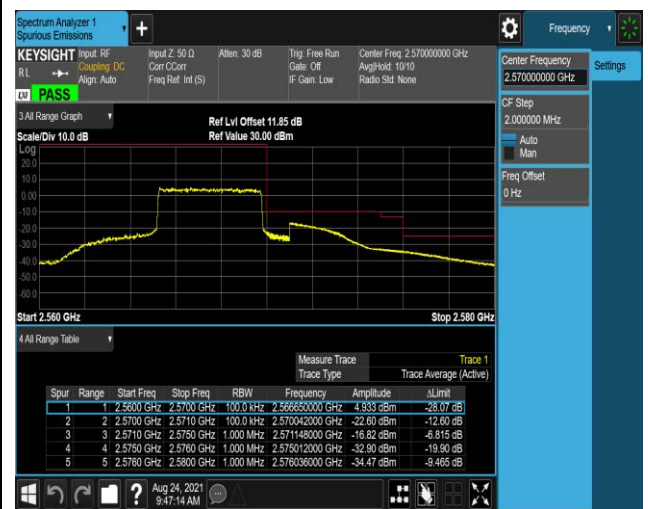 Spectrum Analyzer 1
Spurious Emissions
+
Frequency
KEYSIGHT
Input: RF
Input Z: 50 Ω
Atten: 30 dB
Trig: Free Run
Center Freq: 2.570000000 GHz
RL
Coupling: DC
Corr CCorr
Gate: Off
Avg|Hold: 10/10
Align: Auto
Freq Ref: Int (S)
IF Gain: Low
Radio Std: None
LXI
PASS
Center Frequency
2.570000000 GHz
Settings
CF Step
2.000000 MHz
Auto
Man
Freq Offset
0 Hz
3 All Range Graph
Ref Lvl Offset 11.85 dB
Scale/Div 10.0 dB
Ref Value 30.00 dBm
Log
20.0
10.0
0.00
-10.0
-20.0
-30.0
-40.0
-50.0
-60.0
Start 2.560 GHz
Stop 2.580 GHz
4 All Range Table
Measure Trace Trace 1
Trace Type Trace Average (Active)
Spur Range Start Freq Stop Freq RBW Frequency Amplitude ΔLimit
1 1 2.5600 GHz 2.5700 GHz 100.0 kHz 2.566650000 GHz 4.933 dBm -28.07 dB
2 2 2.5700 GHz 2.5710 GHz 100.0 kHz 2.570042000 GHz -22.60 dBm -12.60 dB
3 3 2.5710 GHz 2.5750 GHz 1.000 MHz 2.571148000 GHz -16.82 dBm -6.815 dB
4 4 2.5750 GHz 2.5760 GHz 1.000 MHz 2.575012000 GHz -32.90 dBm -19.90 dB
5 5 2.5760 GHz 2.5800 GHz 1.000 MHz 2.576036000 GHz -34.47 dBm -9.465 dB
?
Aug 24, 2021
9:47:14 AM